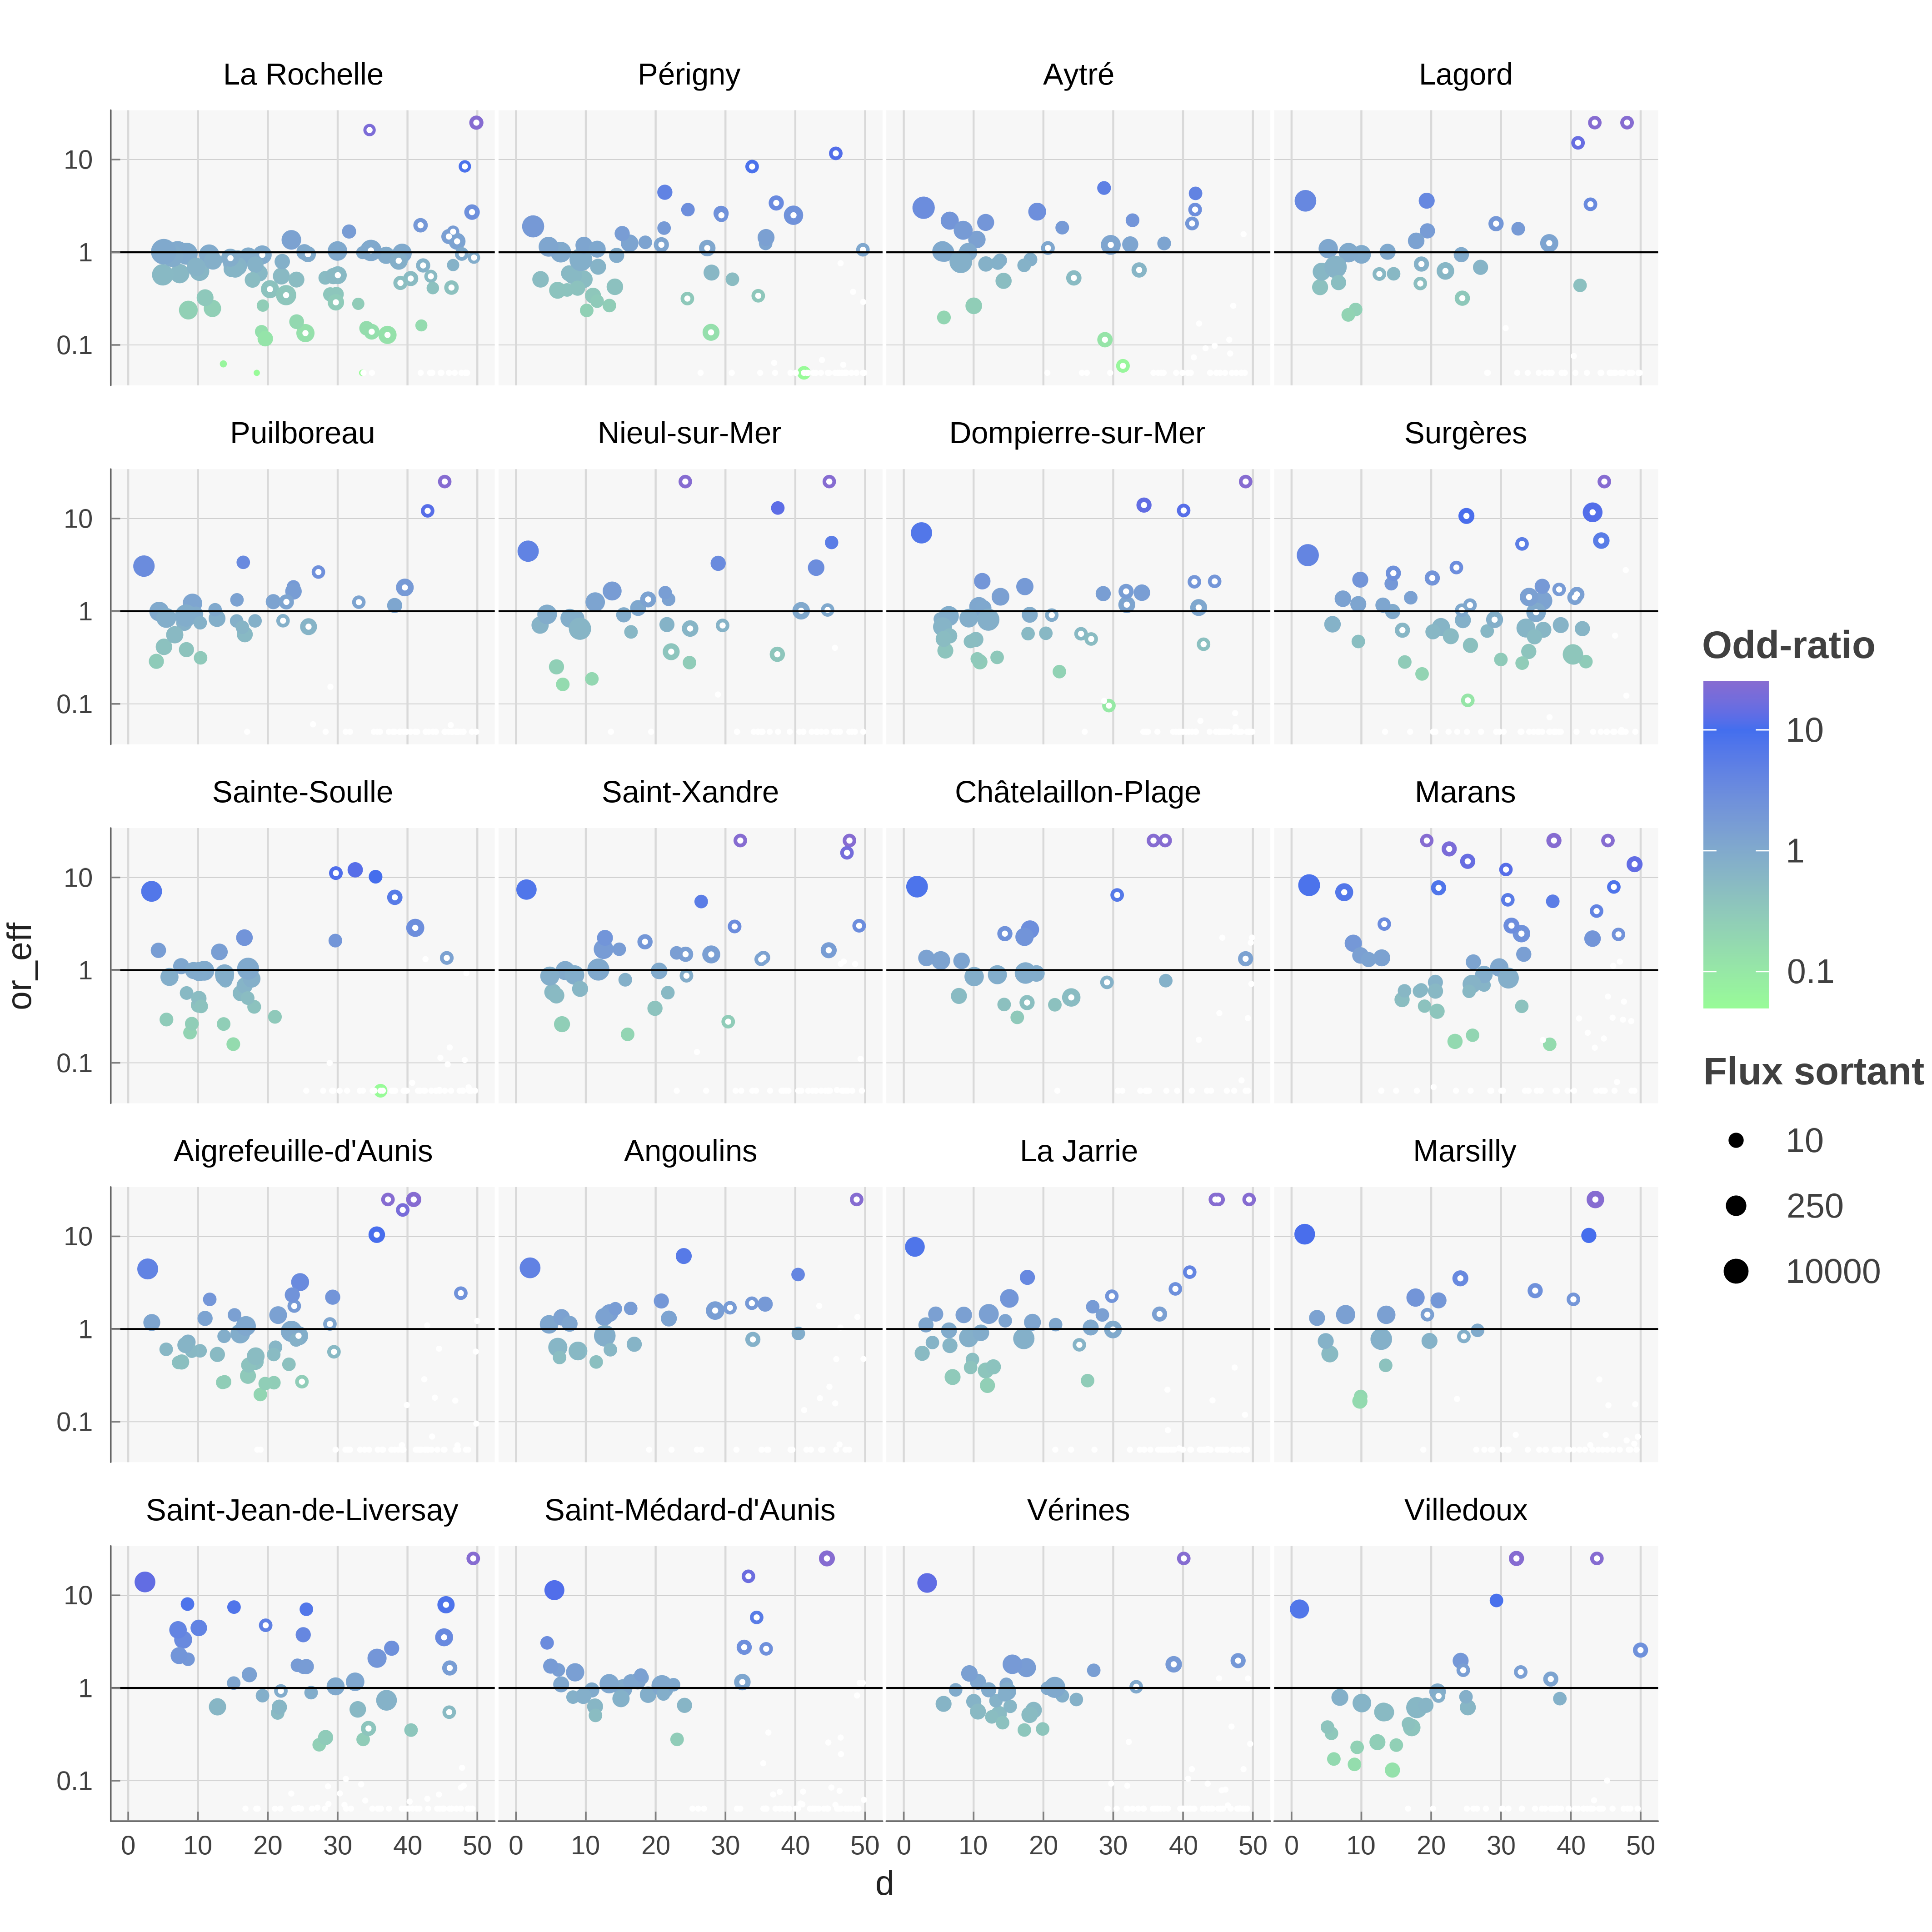 La Rochelle Périgny Aytré Lagord
10
1
0.1
Puilboreau Nieul-sur-Mer Dompierre-sur-Mer Surgères
10
1
0.1
Sainte-Soulle Saint-Xandre Châtelaillon-Plage Marans
10
1
0.1
Aigrefeuille-d'Aunis Angoulins La Jarrie Marsilly
10
1
0.1
Saint-Jean-de-Liversay Saint-Médard-d'Aunis Vérines Villedoux
10
1
0.1
0 10 20 30 40 50 0 10 20 30 40 50 0 10 20 30 40 50 0 10 20 30 40 50
d
or_eff
Odd-ratio
10
1
0.1
Flux sortant
10
250
10000